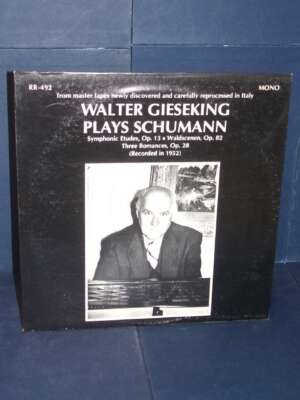 RR-492
MONO
from master tapes newly discovered and carefully reprocessed in Italy
WALTER GIESEKING
PLAYS SCHUMANN
Symphonic Etudes, Op. 13 • Waldscenen, Op. 82
Three Romances, Op. 28
(Recorded in 1952)